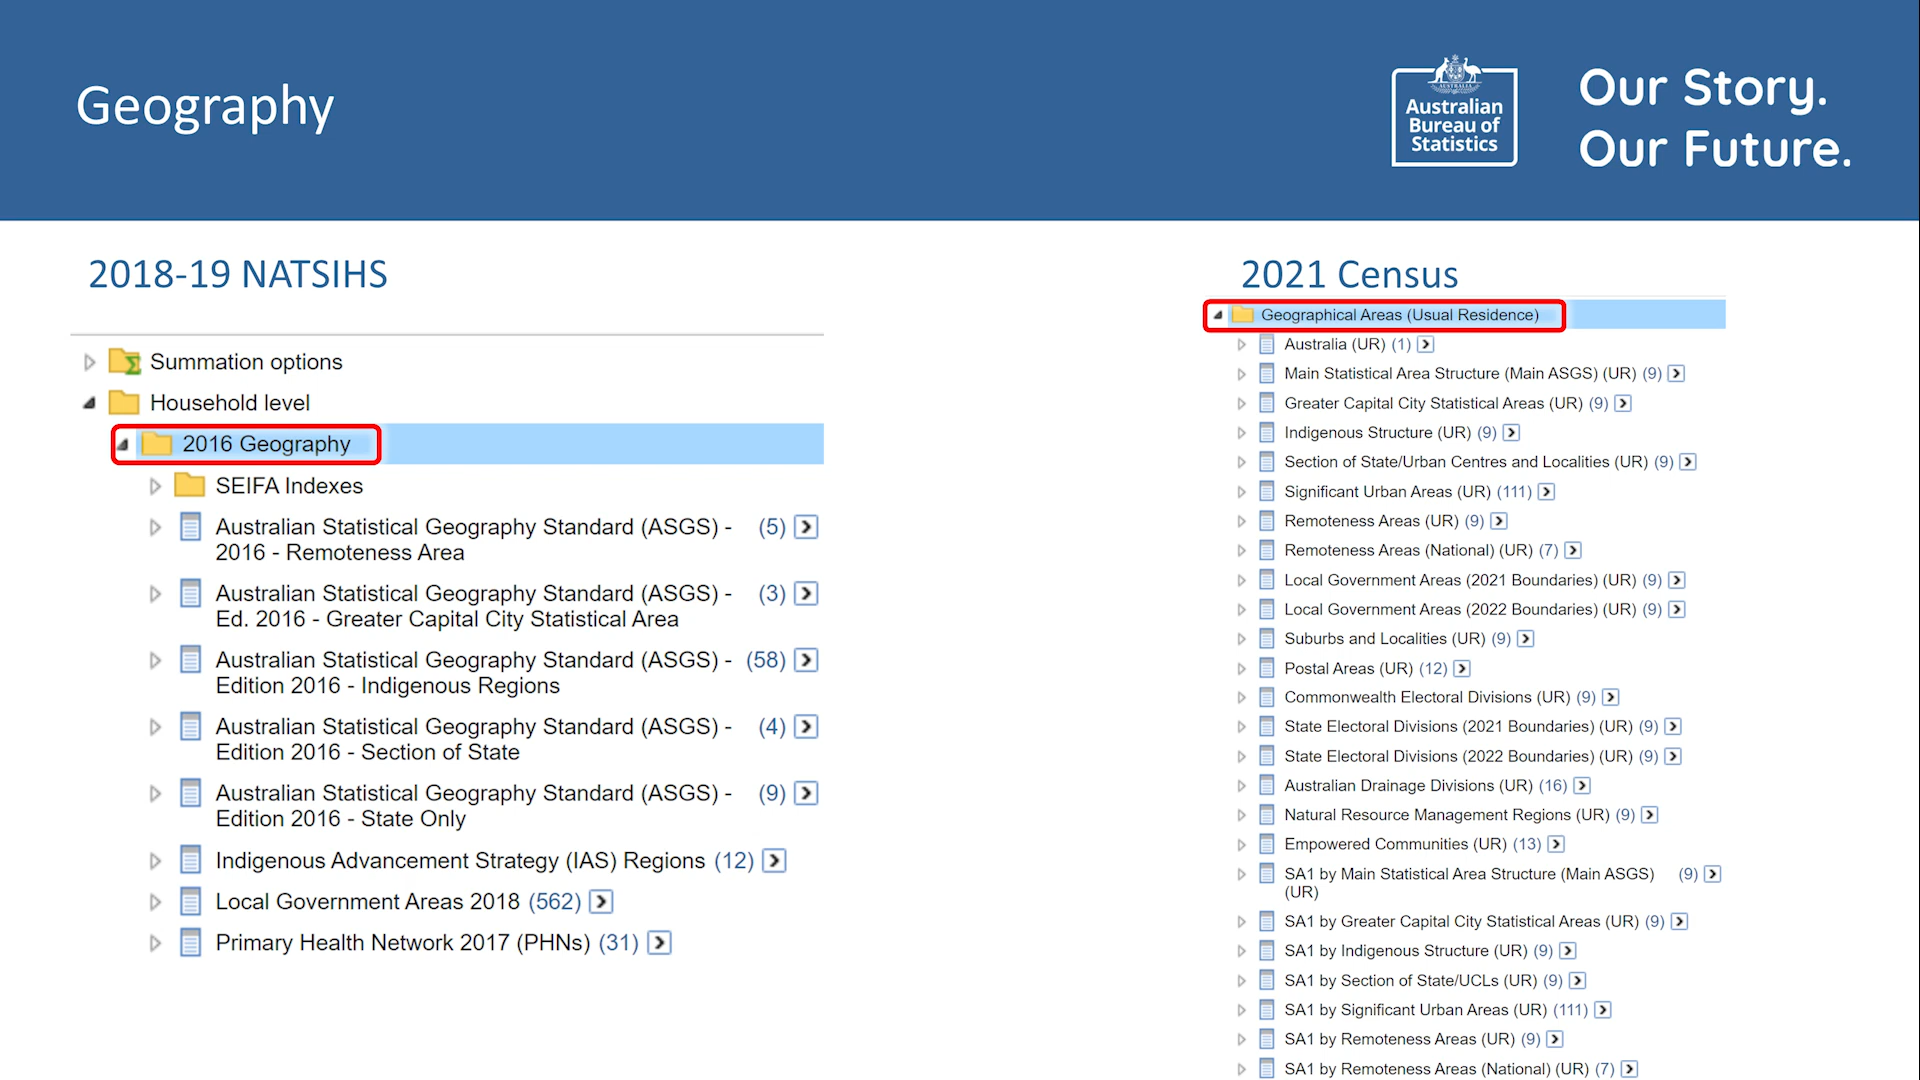 Geography
AUSTRALIA
Australian
Bureau of
Statistics
Our Story.
Our Future.
2018-19 NATSIHS
Summation options
Household level
2016 Geography
SEIFA Indexes
Australian Statistical Geography Standard (ASGS) - (5)
2016 - Remoteness Area
Australian Statistical Geography Standard (ASGS) - (3)
Ed. 2016 - Greater Capital City Statistical Area
Australian Statistical Geography Standard (ASGS) - (58)
Edition 2016 - Indigenous Regions
Australian Statistical Geography Standard (ASGS) - (4)
Edition 2016 - Section of State
Australian Statistical Geography Standard (ASGS) - (9)
Edition 2016 - State Only
Indigenous Advancement Strategy (IAS) Regions (12)
Local Government Areas 2018 (562)
Primary Health Network 2017 (PHNs) (31)
2021 Census
Geographical Areas (Usual Residence)
Australia (UR) (1)
Main Statistical Area Structure (Main ASGS) (UR) (9)
Greater Capital City Statistical Areas (UR) (9)
Indigenous Structure (UR) (9)
Section of State/Urban Centres and Localities (UR) (9)
Significant Urban Areas (UR) (111)
Remoteness Areas (UR) (9)
Remoteness Areas (National) (UR) (7)
Local Government Areas (2021 Boundaries) (UR) (9)
Local Government Areas (2022 Boundaries) (UR) (9)
Suburbs and Localities (UR) (9)
Postal Areas (UR) (12)
Commonwealth Electoral Divisions (UR) (9)
State Electoral Divisions (2021 Boundaries) (UR) (9)
State Electoral Divisions (2022 Boundaries) (UR) (9)
Australian Drainage Divisions (UR) (16)
Natural Resource Management Regions (UR) (9)
Empowered Communities (UR) (13)
SA1 by Main Statistical Area Structure (Main ASGS) (9)
(UR)
SA1 by Greater Capital City Statistical Areas (UR) (9)
SA1 by Indigenous Structure (UR) (9)
SA1 by Section of State/UCLs (UR) (9)
SA1 by Significant Urban Areas (UR) (111)
SA1 by Remoteness Areas (UR) (9)
SA1 by Remoteness Areas (National) (UR) (7)